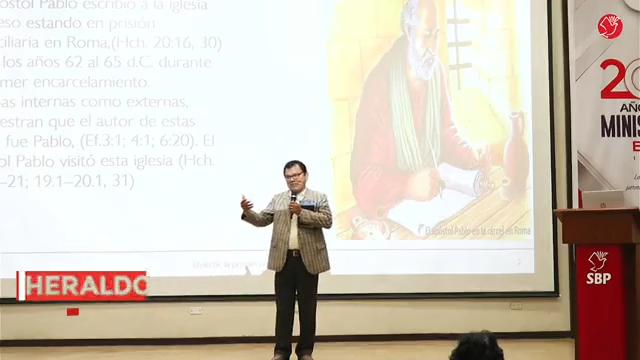 óstol Pablo escribió a la iglesia
eso estando en prisión
iciliaria en Roma,(Hch. 20:16, 30)
los años 62 al 65 d.C. durante
mer encarcelamiento.
as internas como externas,
estran que el autor de estas
fue Pablo, (Ef.3:1; 4:1; 6:20). El
ol Pablo visitó esta iglesia (Hch.
–21; 19.1–20.1, 31)
El apóstol Pablo en la cárcel en Roma
HERALDO
SBP
20
AÑO
MINIS
E
SBP